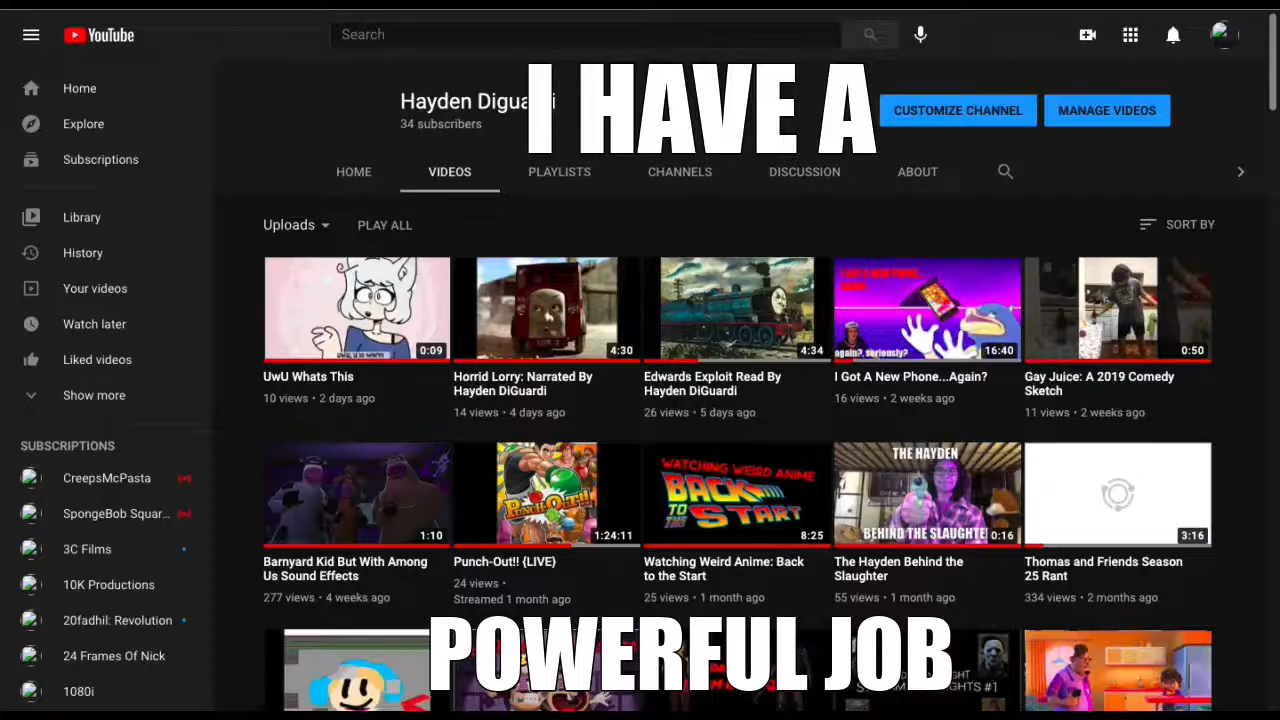 YouTube
Search
I HAVE A
Hayden Digua
34 subscribers
CUSTOMIZE CHANNEL
MANAGE VIDEOS
HOME
VIDEOS
PLAYLISTS
CHANNELS
DISCUSSION
ABOUT
Home
Explore
Subscriptions
Library
History
Your videos
Watch later
Liked videos
Show more
SUBSCRIPTIONS
CreepsMcPasta
SpongeBob Squar...
3C Films
10K Productions
20fadhil: Revolution
24 Frames Of Nick
1080i
Uploads
PLAY ALL
SORT BY
0:09
UwU Whats This
10 views • 2 days ago
4:30
Horrid Lorry: Narrated By
Hayden DiGuardi
14 views • 4 days ago
4:34
Edwards Exploit Read By
Hayden DiGuardi
26 views • 5 days ago
I GOT A NEW PHONE...
AGAIN?
again?, seriously?
16:40
I Got A New Phone...Again?
16 views • 2 weeks ago
0:50
Gay Juice: A 2019 Comedy
Sketch
11 views • 2 weeks ago
1:10
Barnyard Kid But With Among
Us Sound Effects
277 views • 4 weeks ago
PUNCH-OUT!!
1:24:11
Punch-Out!! {LIVE}
24 views •
Streamed 1 month ago
WATCHING WEIRD ANIME
BACK
TO THE
START
8:25
Watching Weird Anime: Back
to the Start
25 views • 1 month ago
THE HAYDEN
BEHIND THE SLAUGHTE
0:16
The Hayden Behind the
Slaughter
55 views • 1 month ago
3:16
Thomas and Friends Season
25 Rant
334 views • 2 months ago
POWERFUL JOB